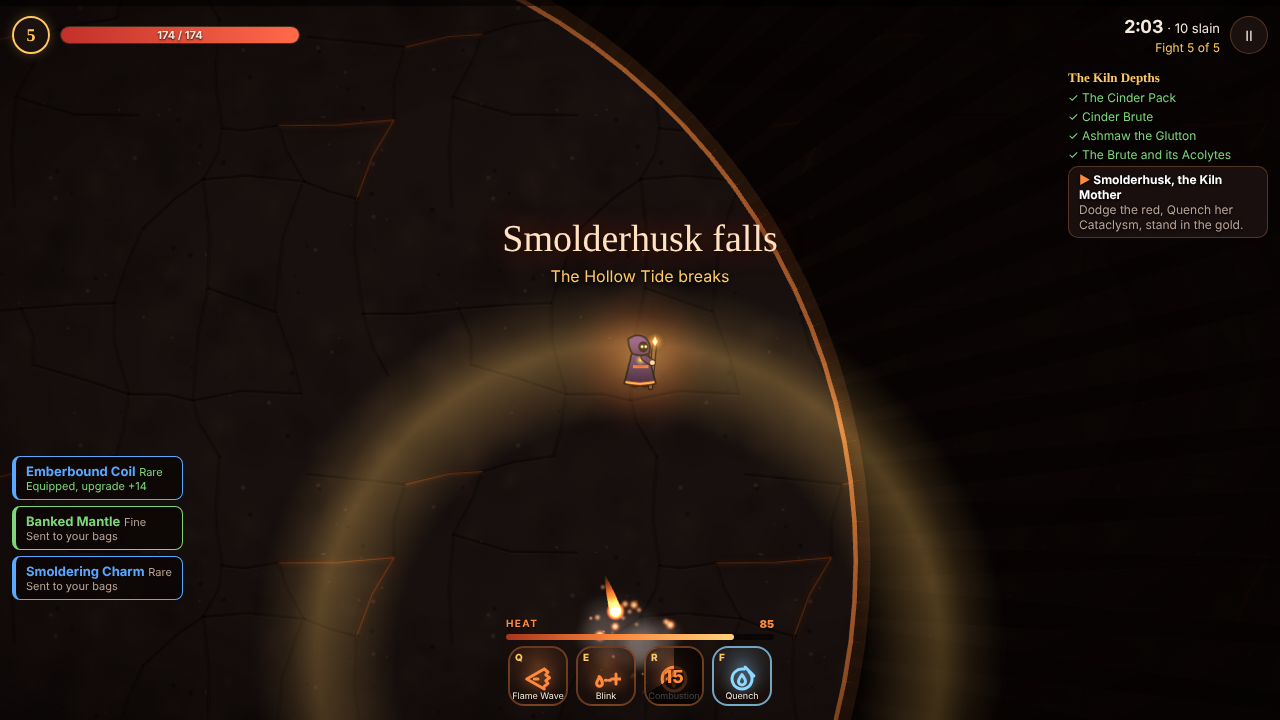 5
174 / 174
2:03 · 10 slain
Fight 5 of 5
The Kiln Depths
✓ The Cinder Pack
✓ Cinder Brute
✓ Ashmaw the Glutton
✓ The Brute and its Acolytes
▶ Smolderhusk, the Kiln
Mother
Dodge the red, Quench her
Cataclysm, stand in the gold.
Smolderhusk falls
The Hollow Tide breaks
Emberbound Coil Rare
Equipped, upgrade +14
Banked Mantle Fine
Sent to your bags
Smoldering Charm Rare
Sent to your bags
HEAT 85
Q E R F
15
Flame Wave Blink Combustion Quench